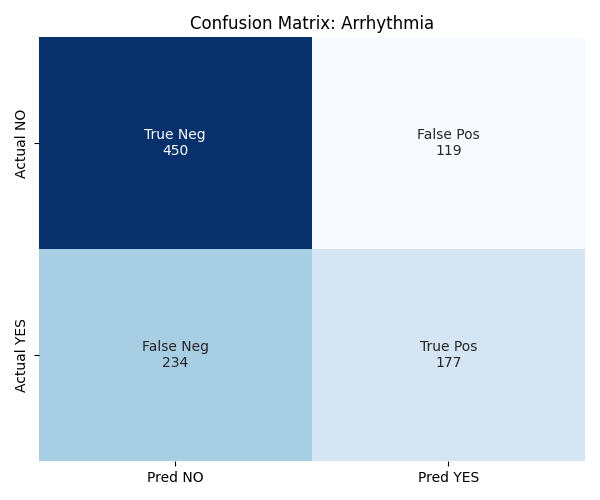 Confusion Matrix: Arrhythmia
Actual NO
True Neg
450
False Pos
119
Actual YES
False Neg
234
True Pos
177
Pred NO
Pred YES